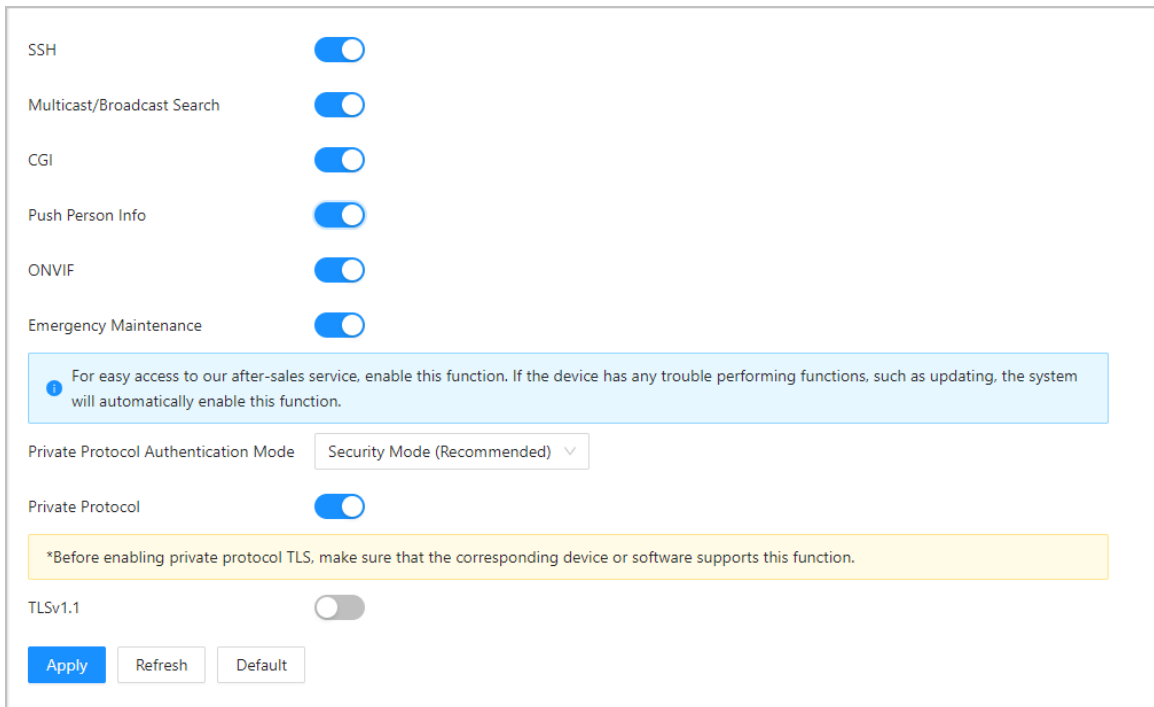 SSH
Multicast/Broadcast Search
CGI
Push Person Info
ONVIF
Emergency Maintenance
For easy access to our after-sales service, enable this function. If the device has any trouble performing functions, such as updating, the system
will automatically enable this function.
Private Protocol Authentication Mode Security Mode (Recommended)
Private Protocol
*Before enabling private protocol TLS, make sure that the corresponding device or software supports this function.
TLSv1.1
Apply Refresh Default